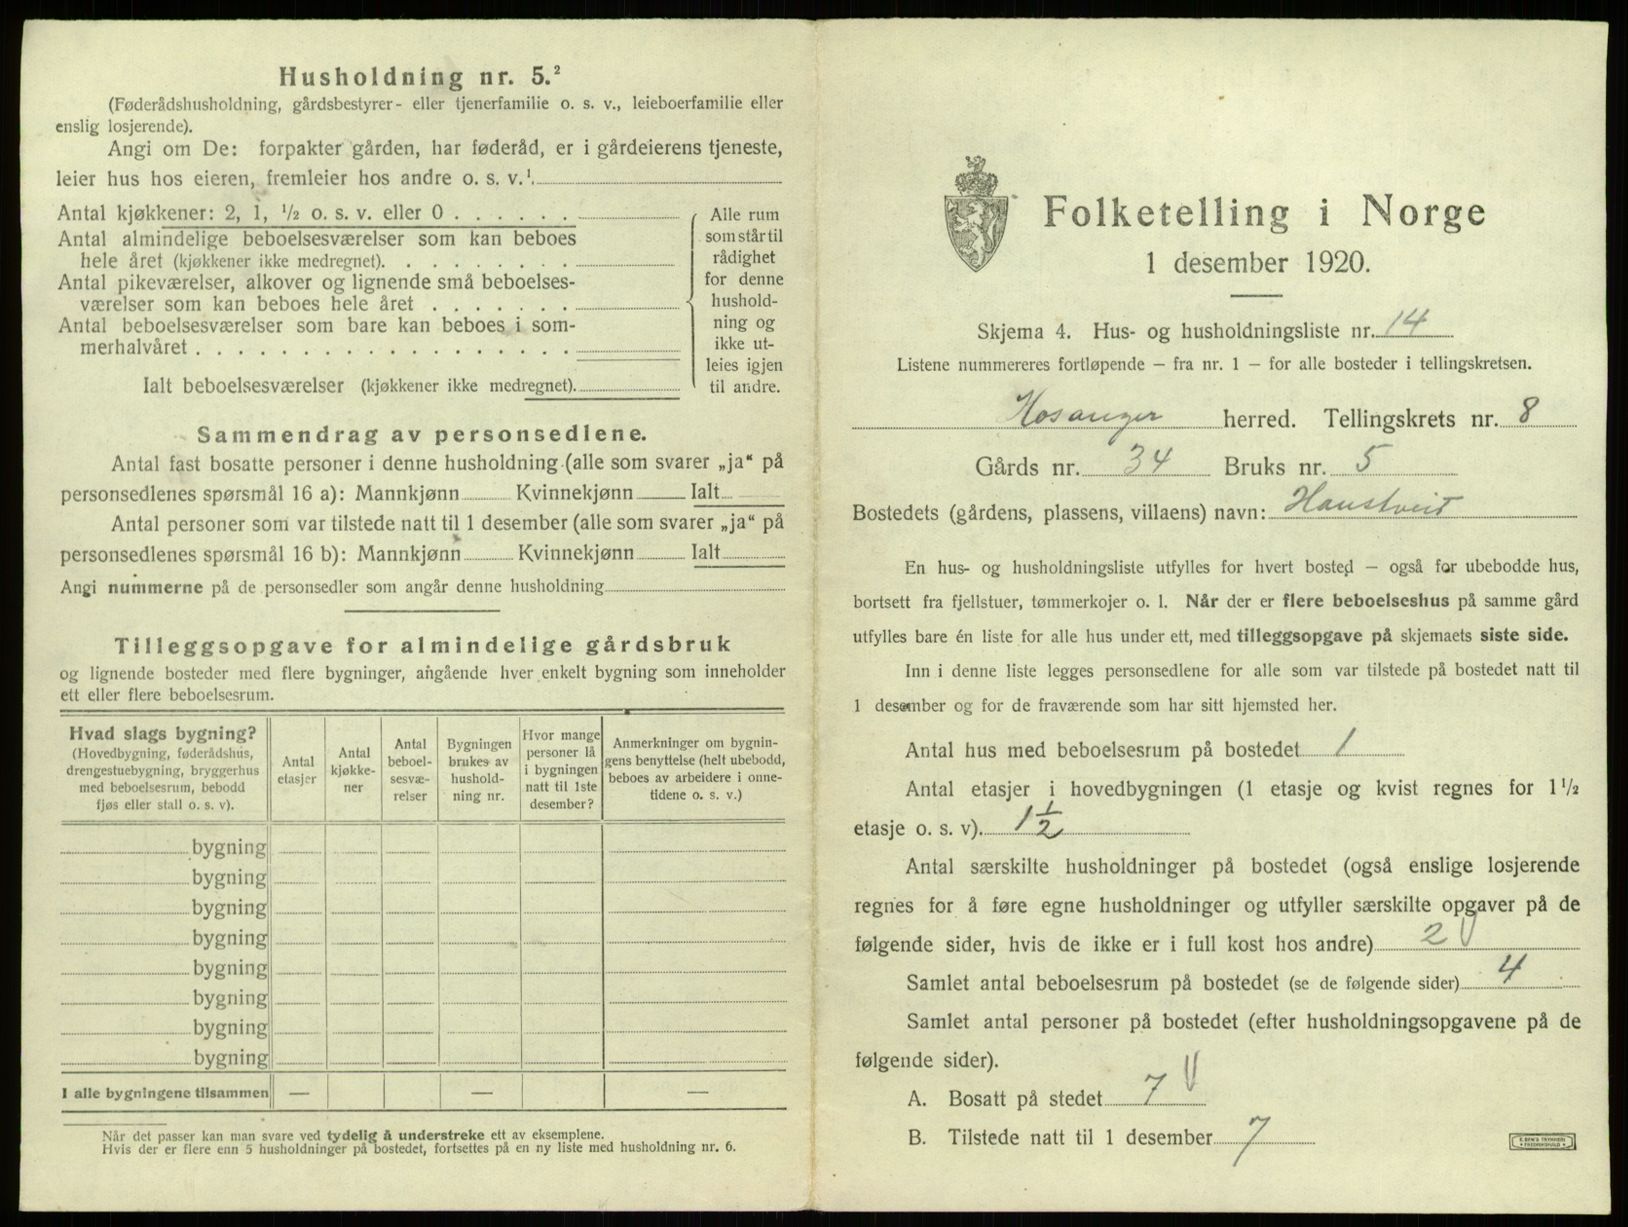 Husholdning nr. 5.²
(Føderådshusholdning, gårdsbestyrer- eller tjenerfamilie o. s. v., leieboerfamilie eller
enslig losjerende).
Angi om De: forpakter gården, har føderåd, er i gårdeierens tjeneste,
leier hus hos eieren, fremleier hos andre o. s. v.¹
Antal kjøkkener: 2, 1, ½ o. s. v. eller 0 . . . . . .
Antal almindelige beboelsesværelser som kan beboes
hele året (kjøkkener ikke medregnet). . . . . . . . .
Antal pikeværelser, alkover og lignende små beboelses-
værelser som kan beboes hele året . . . . . . .
Antal beboelsesværelser som bare kan beboes i som-
merhalvåret . . . . . . . . . . . . . . . . . .
Ialt beboelsesværelser (kjøkkener ikke medregnet).
Alle rum
som står til
rådighet
for denne
hushold-
ning og
ikke ut-
leies igjen
til andre.
Sammendrag av personsedlene.
Antal fast bosatte personer i denne husholdning (alle som svarer „ja“ på
personsedlenes spørsmål 16 a): Mannkjønn Kvinnekjønn Ialt
Antal personer som var tilstede natt til 1 desember (alle som svarer „ja“ på
personsedlenes spørsmål 16 b): Mannkjønn Kvinnekjønn Ialt
Angi nummerne på de personsedler som angår denne husholdning
Tilleggsopgave for almindelige gårdsbruk
og lignende bosteder med flere bygninger, angående hver enkelt bygning som inneholder
ett eller flere beboelsesrum.
Hvad slags bygning?
(Hovedbygning, føderådshus,
drengestuebygning, bryggerhus
med beboelsesrum, bebodd
fjøs eller stall o. s. v).
Antal
etasjer
Antal
kjøkke-
ner
Antal
beboel-
sesvæ-
relser
Bygningen
brukes av
hushold-
ning nr.
Hvor mange
personer lå
i bygningen
natt til 1ste
desember?
Anmerkninger om bygnin-
gens benyttelse (helt ubebodd,
beboes av arbeidere i onne-
tidene o. s. v.)
bygning
bygning
bygning
bygning
bygning
bygning
bygning
bygning
I alle bygningene tilsammen — — —
Når det passer kan man svare ved tydelig å understreke ett av eksemplene.
Hvis der er flere enn 5 husholdninger på bostedet, fortsettes på en ny liste med husholdning nr. 6.
Folketelling i Norge
1 desember 1920.
Skjema 4. Hus- og husholdningsliste nr. 14
Listene nummereres fortløpende — fra nr. 1 — for alle bosteder i tellingskretsen.
Hosanger herred. Tellingskrets nr. 8
Gårds nr. 34 Bruks nr. 5
Bostedets (gårdens, plassens, villaens) navn: Haustveit
En hus- og husholdningsliste utfylles for hvert bosted — også for ubebodde hus,
bortsett fra fjellstuer, tømmerkojer o. l. Når der er flere beboelseshus på samme gård
utfylles bare én liste for alle hus under ett, med tilleggsopgave på skjemaets siste side.
Inn i denne liste legges personsedlene for alle som var tilstede på bostedet natt til
1 desember og for de fraværende som har sitt hjemsted her.
Antal hus med beboelsesrum på bostedet 1
Antal etasjer i hovedbygningen (1 etasje og kvist regnes for 1½
etasje o. s. v). 1½
Antal særskilte husholdninger på bostedet (også enslige losjerende
regnes for å føre egne husholdninger og utfyller særskilte opgaver på de
følgende sider, hvis de ikke er i full kost hos andre) 2
Samlet antal beboelsesrum på bostedet (se de følgende sider) 4
Samlet antal personer på bostedet (efter husholdningsopgavene på de
følgende sider).
A. Bosatt på stedet 7
B. Tilstede natt til 1 desember 7